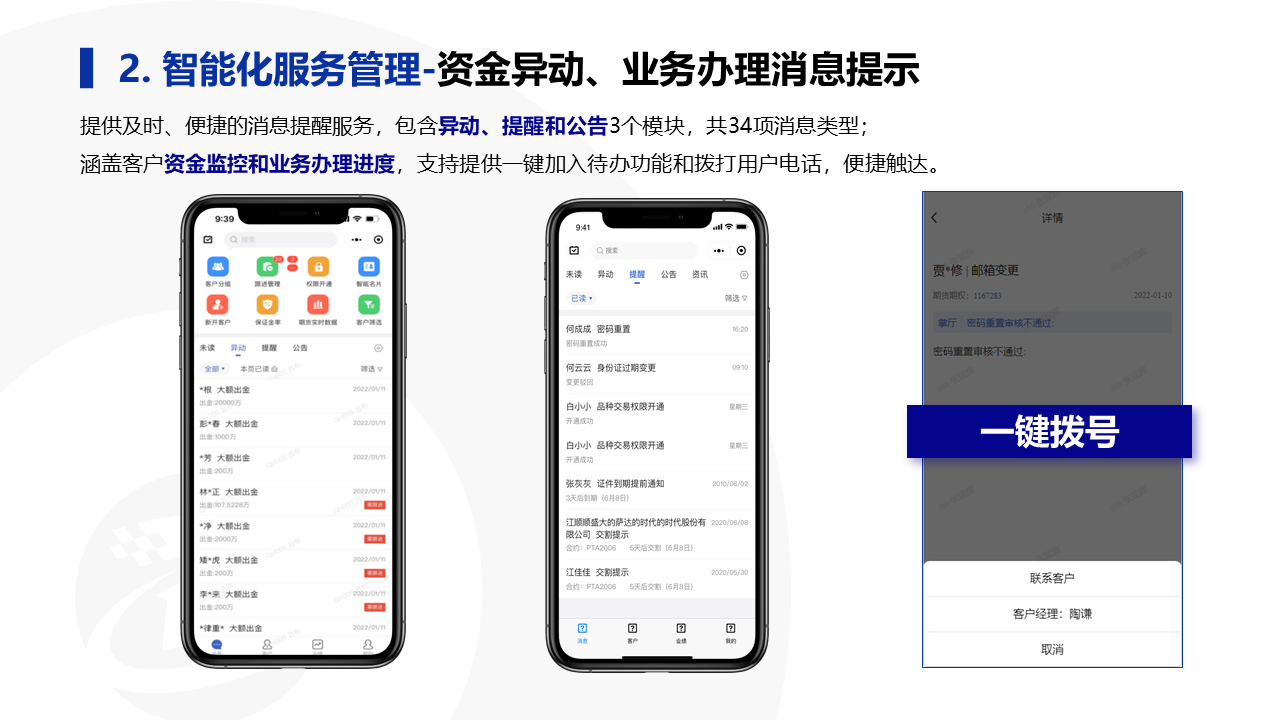 2. 智能化服务管理-资金异动、业务办理消息提示
提供及时、便捷的消息提醒服务，包含异动、提醒和公告3个模块，共34项消息类型；
涵盖客户资金监控和业务办理进度，支持提供一键加入待办功能和拨打用户电话，便捷触达。
9:39
搜索
客户分组 跟进管理 权限开通 智能名片
新开客户 保证金率 期货实时数据 客户筛选
未读 异动 提醒 公告
全部 本页已读 筛选
*根 大额出金 2022/01/11
出金:20000万
彭*春 大额出金 2022/01/11
出金:1000万
*芳 大额出金 2022/01/11
出金:200万
林*正 大额出金 2022/01/11
出金:107.5228万
*净 大额出金 2022/01/11
出金:2000万
矮*虎 大额出金 2022/01/11
出金:200万
李*来 大额出金 2022/01/11
出金:200万
*律重* 大额出金 2022/01/11
9:41
搜索
未读 异动 提醒 公告 资讯
已读 筛选
何成成 密码重置 16:20
密码重置成功
何云云 身份证过期变更 09:10
变更驳回
白小小 品种交易权限开通 星期三
开通成功
白小小 品种交易权限开通 星期三
开通成功
张灰灰 证件到期提前通知 2010/06/02
3天后到期（6月8日）
江顺顺盛大的萨达的时代的时代股份有 2020/06/08
限公司 交割提示
合约：PTA2006 5天后交割（6月8日）
江佳佳 交割提示 2020/05/30
合约：PTA2006 5天后交割（6月8日）
消息 客户 业绩 我的
详情
贾*修 | 邮箱变更
期货期权：1167283 2022-01-10
掌厅 密码重置审核不通过:
密码重置审核不通过:
一键拨号
联系客户
客户经理：陶谦
取消